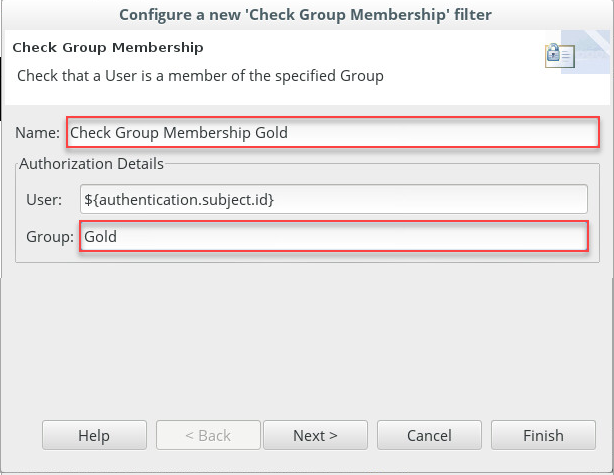 Configure a new 'Check Group Membership' filter
Check Group Membership
Check that a User is a member of the specified Group
Name: Check Group Membership Gold
Authorization Details
User: ${authentication.subject.id}
Group: Gold
Help < Back Next > Cancel Finish